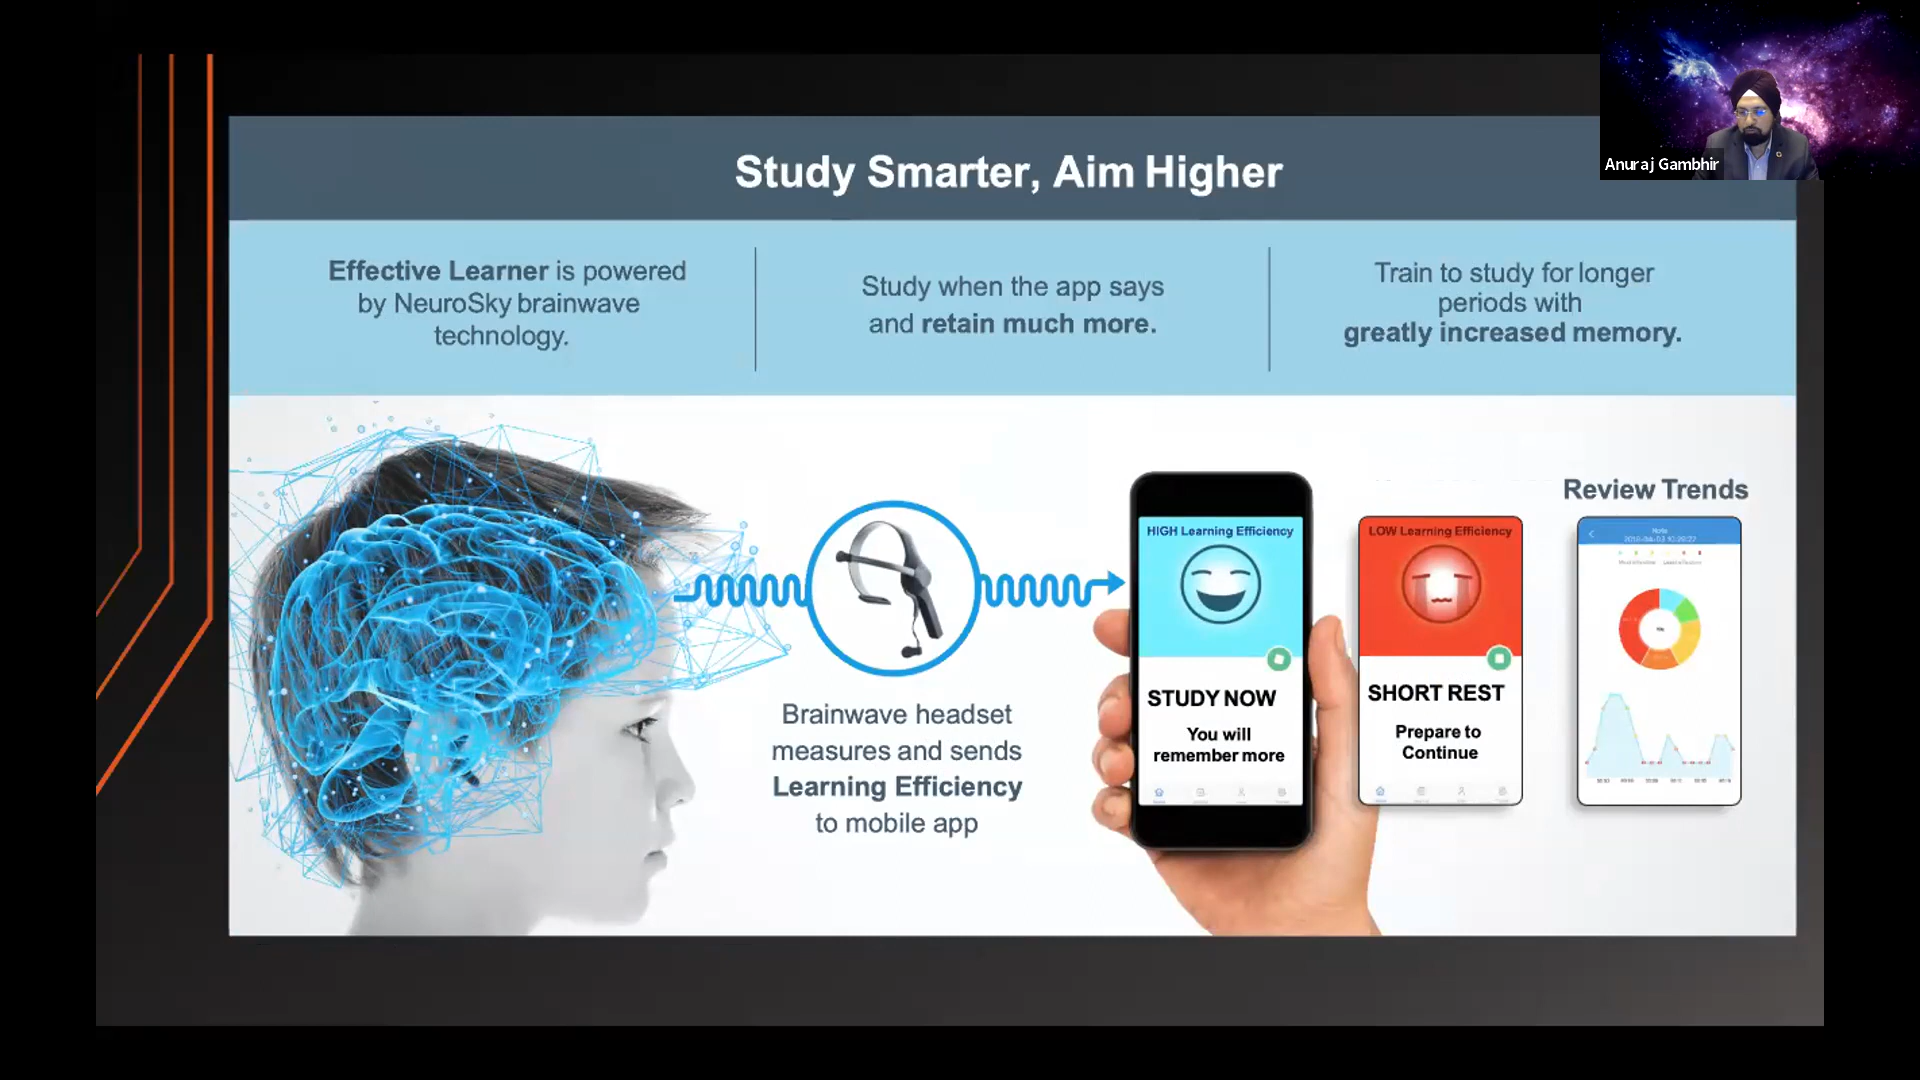 Anuraj Gambhir
Study Smarter, Aim Higher
Effective Learner is powered
by NeuroSky brainwave
technology.
Study when the app says
and retain much more.
Train to study for longer
periods with
greatly increased memory.
Brainwave headset
measures and sends
Learning Efficiency
to mobile app
HIGH Learning Efficiency
STUDY NOW
You will
remember more
LOW Learning Efficiency
SHORT REST
Prepare to
Continue
Review Trends